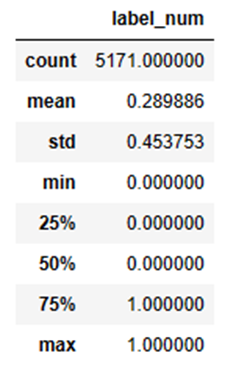 label_num
count 5171.000000
mean 0.289886
std 0.453753
min 0.000000
25% 0.000000
50% 0.000000
75% 1.000000
max 1.000000